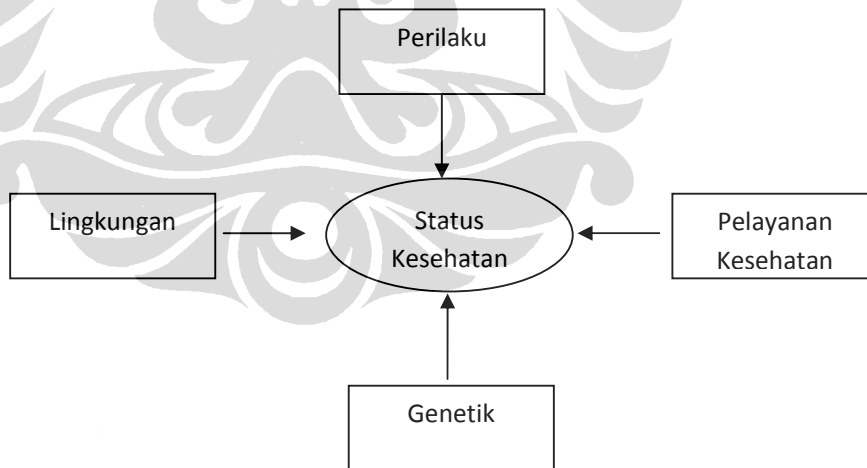 Perilaku
Lingkungan
Status
Kesehatan
Pelayanan
Kesehatan
Genetik